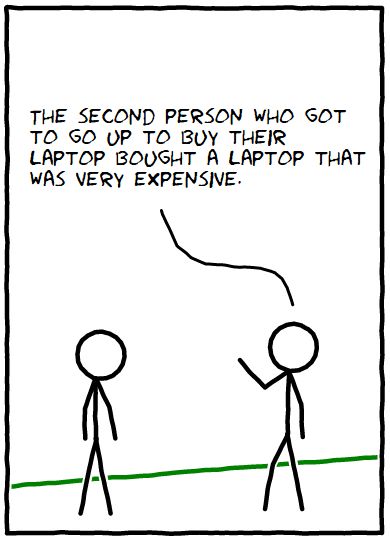 THE SECOND PERSON WHO GOT
TO GO UP TO BUY THEIR
LAPTOP BOUGHT A LAPTOP THAT
WAS VERY EXPENSIVE.